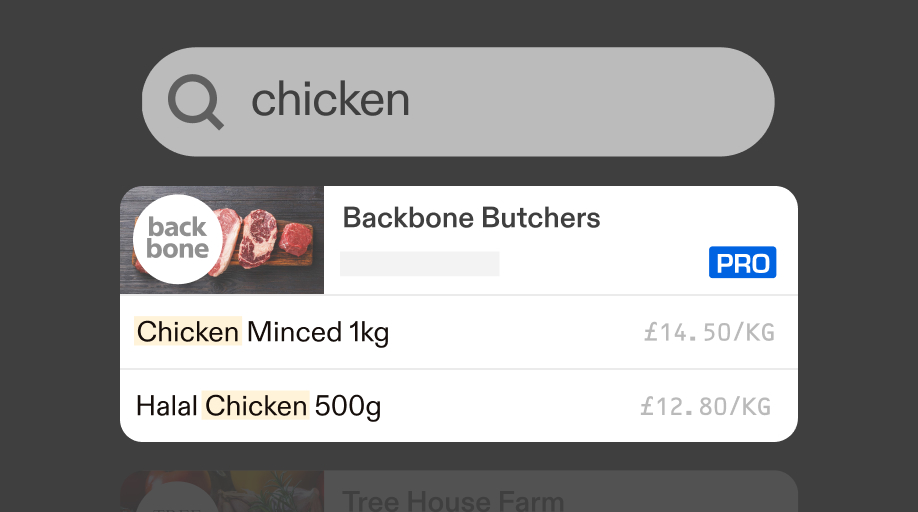 chicken
back
bone
Backbone Butchers
PRO
Chicken Minced 1kg
£14.50/KG
Halal Chicken 500g
£12.80/KG
Tree House Farm